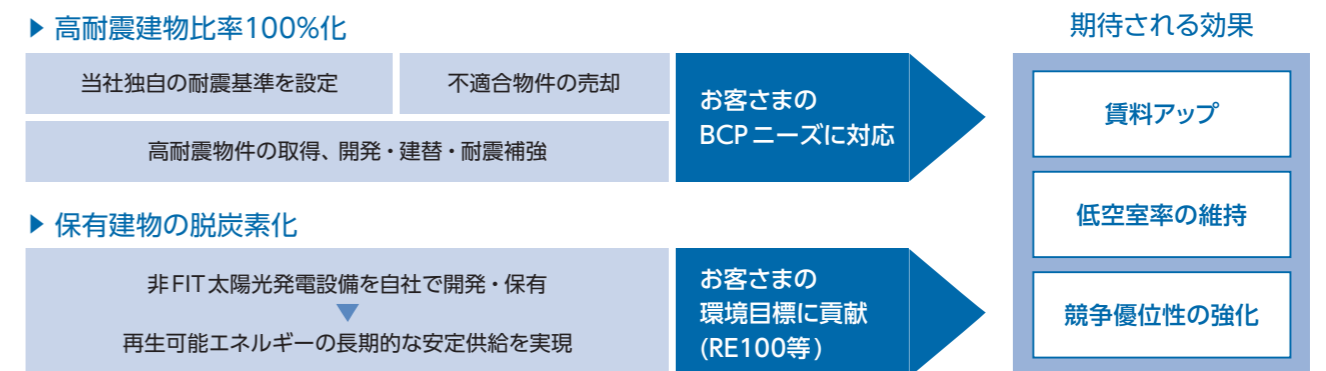 ▶ 高耐震建物比率100%化
当社独自の耐震基準を設定
不適合物件の売却
高耐震物件の取得、開発・建替・耐震補強
お客さまの
BCPニーズに対応
▶ 保有建物の脱炭素化
非FIT太陽光発電設備を自社で開発・保有
再生可能エネルギーの長期的な安定供給を実現
お客さまの
環境目標に貢献
(RE100等)
期待される効果
賃料アップ
低空室率の維持
競争優位性の強化